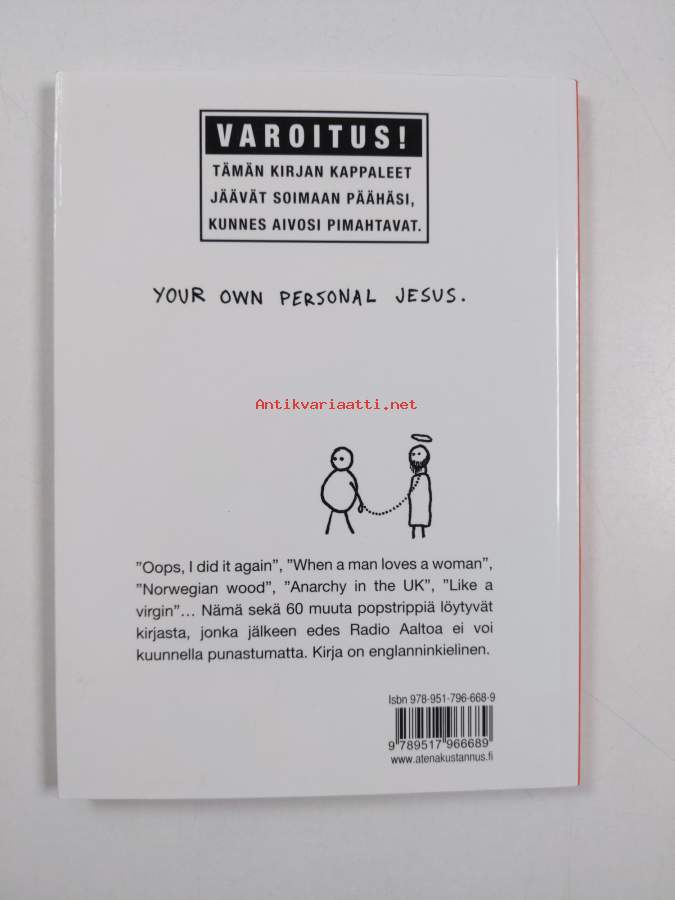 VAROITUS!
TÄMÄN KIRJAN KAPPALEET
JÄÄVÄT SOIMAAN PÄÄHÄSI,
KUNNES AIVOSI PIMAHTAVAT.
YOUR OWN PERSONAL JESUS.
Antikvariaatti.net
"Oops, I did it again", "When a man loves a woman",
"Norwegian wood", "Anarchy in the UK", "Like a
virgin"... Nämä sekä 60 muuta popstrippiä löytyvät
kirjasta, jonka jälkeen edes Radio Aaltoa ei voi
kuunnella punastumatta. Kirja on englanninkielinen.
Isbn 978-951-796-668-9
9 789517 966689
www.atenakustannus.fi